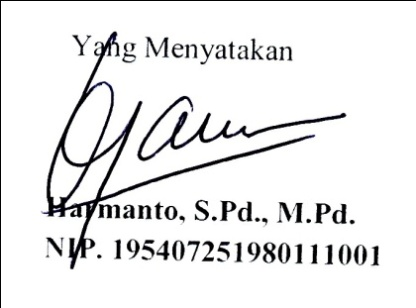 Yang Menyatakan
Harmanto, S.Pd., M.Pd.
NIP. 195407251980111001